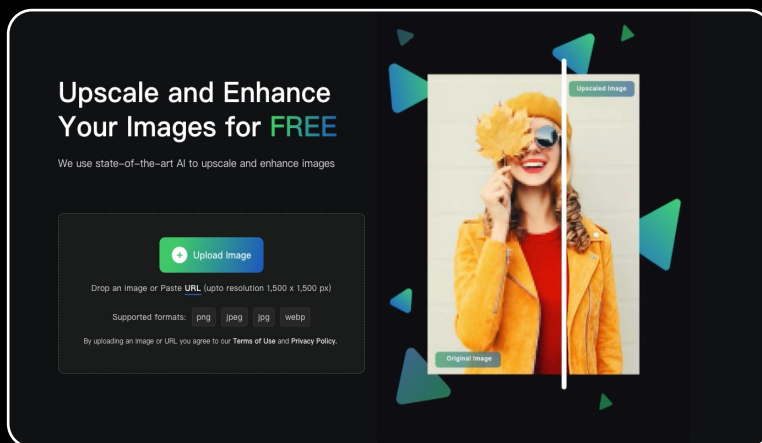 Upscale and Enhance
Your Images for FREE
We use state-of-the-art AI to upscale and enhance images
Upload Image
Drop an image or Paste URL (upto resolution 1,500 x 1,500 px)
Supported formats: png jpeg jpg webp
By uploading an image or URL you agree to our Terms of Use and Privacy Policy.
Upscaled Image
Original Image